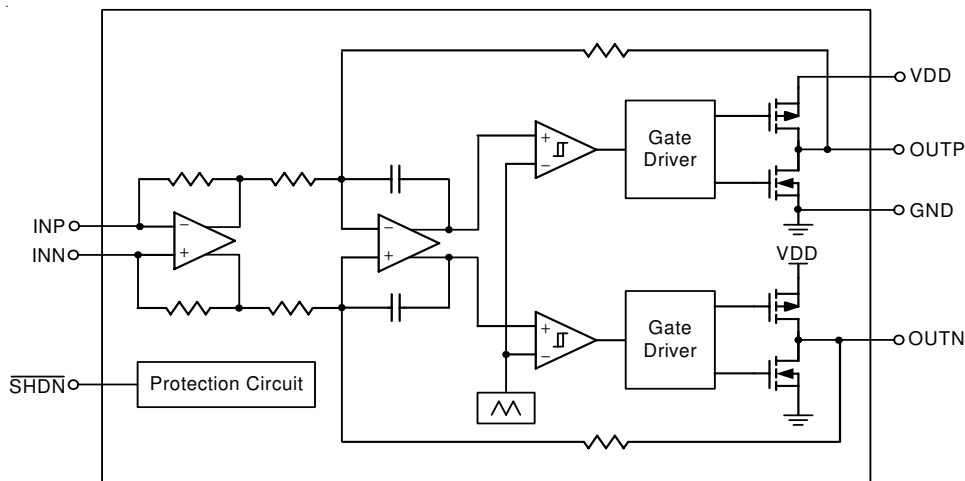 VDD
OUTP
GND
Gate
Driver
+
−
INP
INN
−
+
−
+
VDD
OUTN
Gate
Driver
+
−
SHDN
Protection Circuit